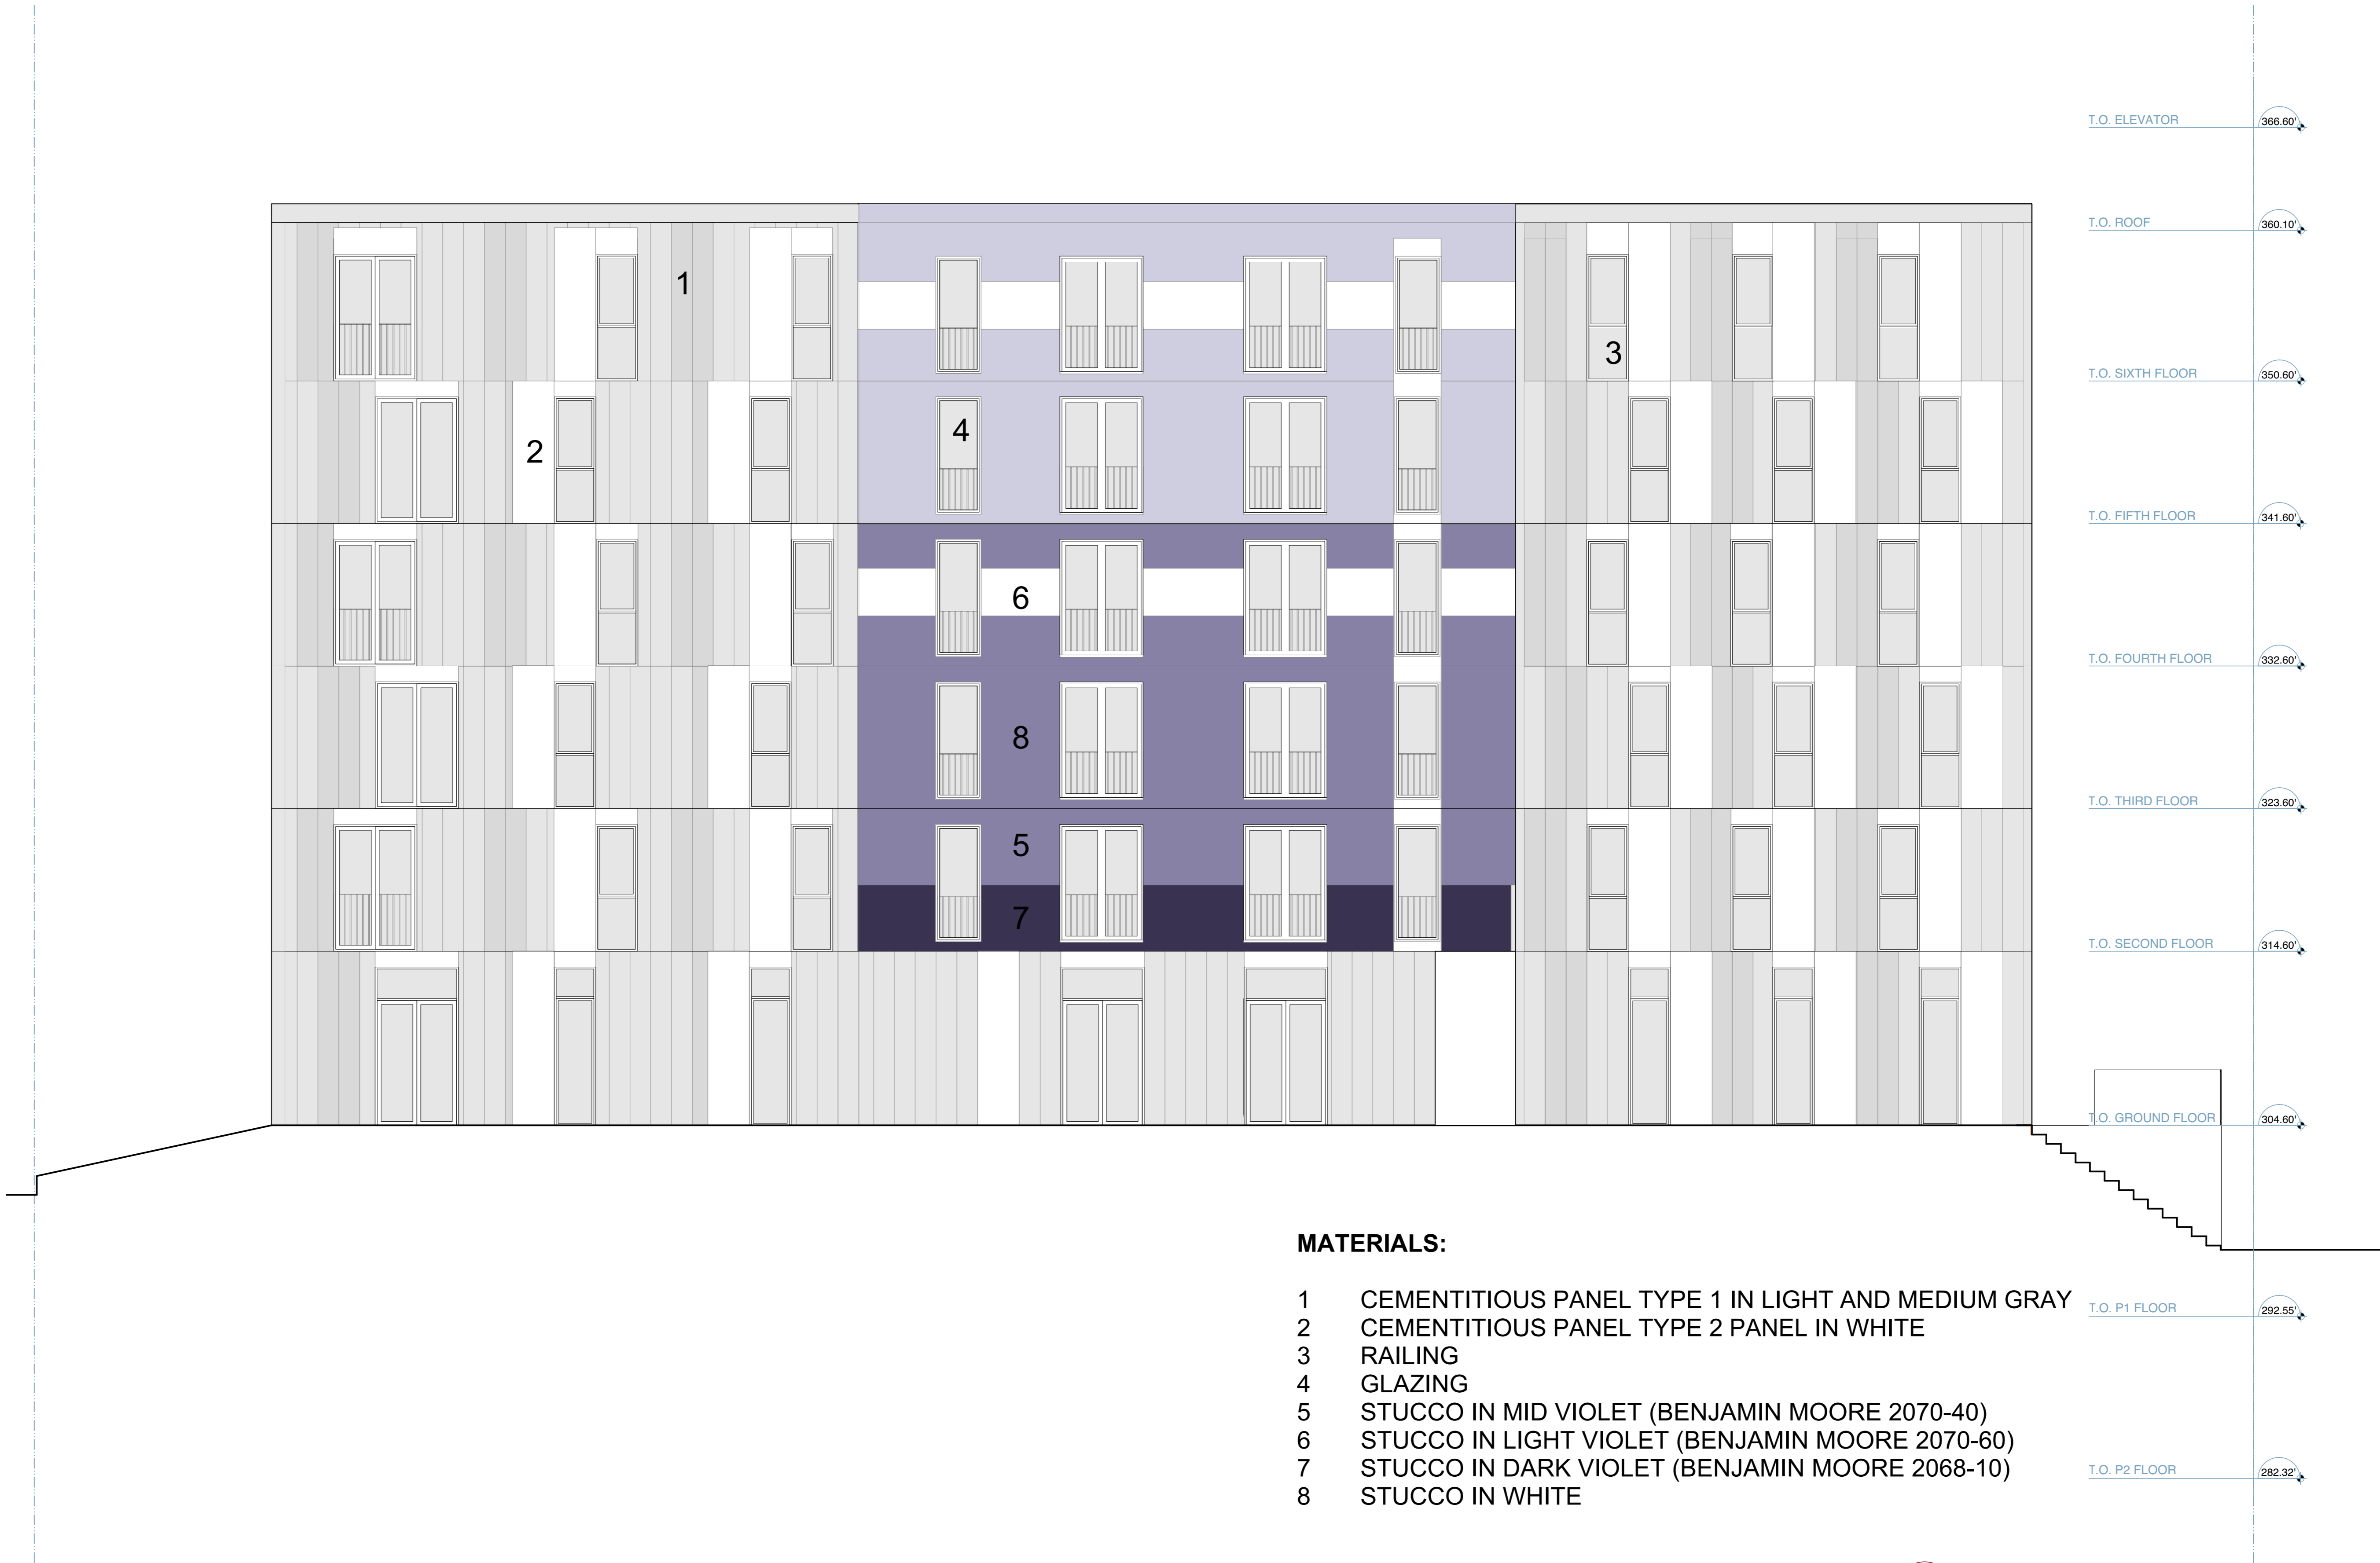 T.O. ELEVATOR 366.60'
T.O. ROOF 360.10'
1
3
T.O. SIXTH FLOOR 350.60'
4
2
T.O. FIFTH FLOOR 341.60'
6
T.O. FOURTH FLOOR 332.60'
8
T.O. THIRD FLOOR 323.60'
5
7
T.O. SECOND FLOOR 314.60'
T.O. GROUND FLOOR 304.60'
MATERIALS:
1 CEMENTITIOUS PANEL TYPE 1 IN LIGHT AND MEDIUM GRAY
T.O. P1 FLOOR 292.55'
2 CEMENTITIOUS PANEL TYPE 2 PANEL IN WHITE
3 RAILING
4 GLAZING
5 STUCCO IN MID VIOLET (BENJAMIN MOORE 2070-40)
6 STUCCO IN LIGHT VIOLET (BENJAMIN MOORE 2070-60)
7 STUCCO IN DARK VIOLET (BENJAMIN MOORE 2068-10)
T.O. P2 FLOOR 282.32'
8 STUCCO IN WHITE